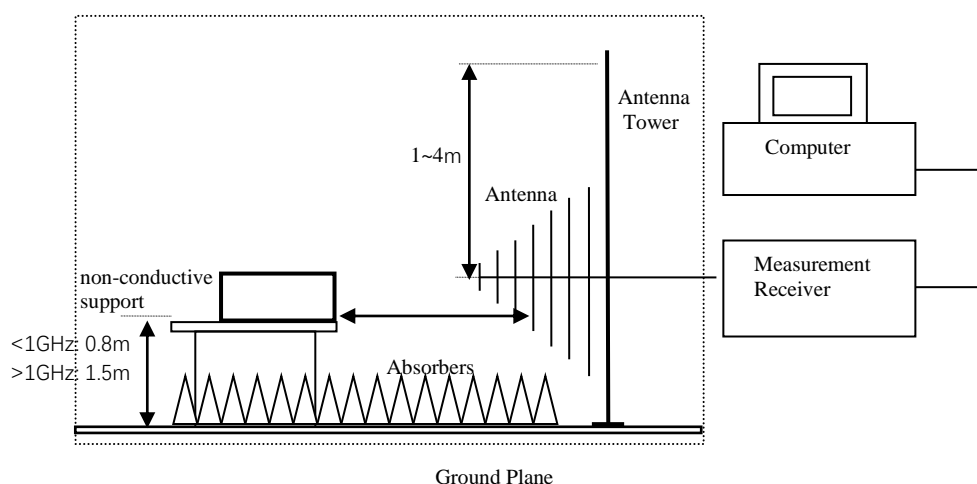 Antenna
Tower
1~4m
Computer
Antenna
non-conductive
support
Measurement
Receiver
<1GHz: 0.8m
>1GHz: 1.5m
Absorbers
Ground Plane